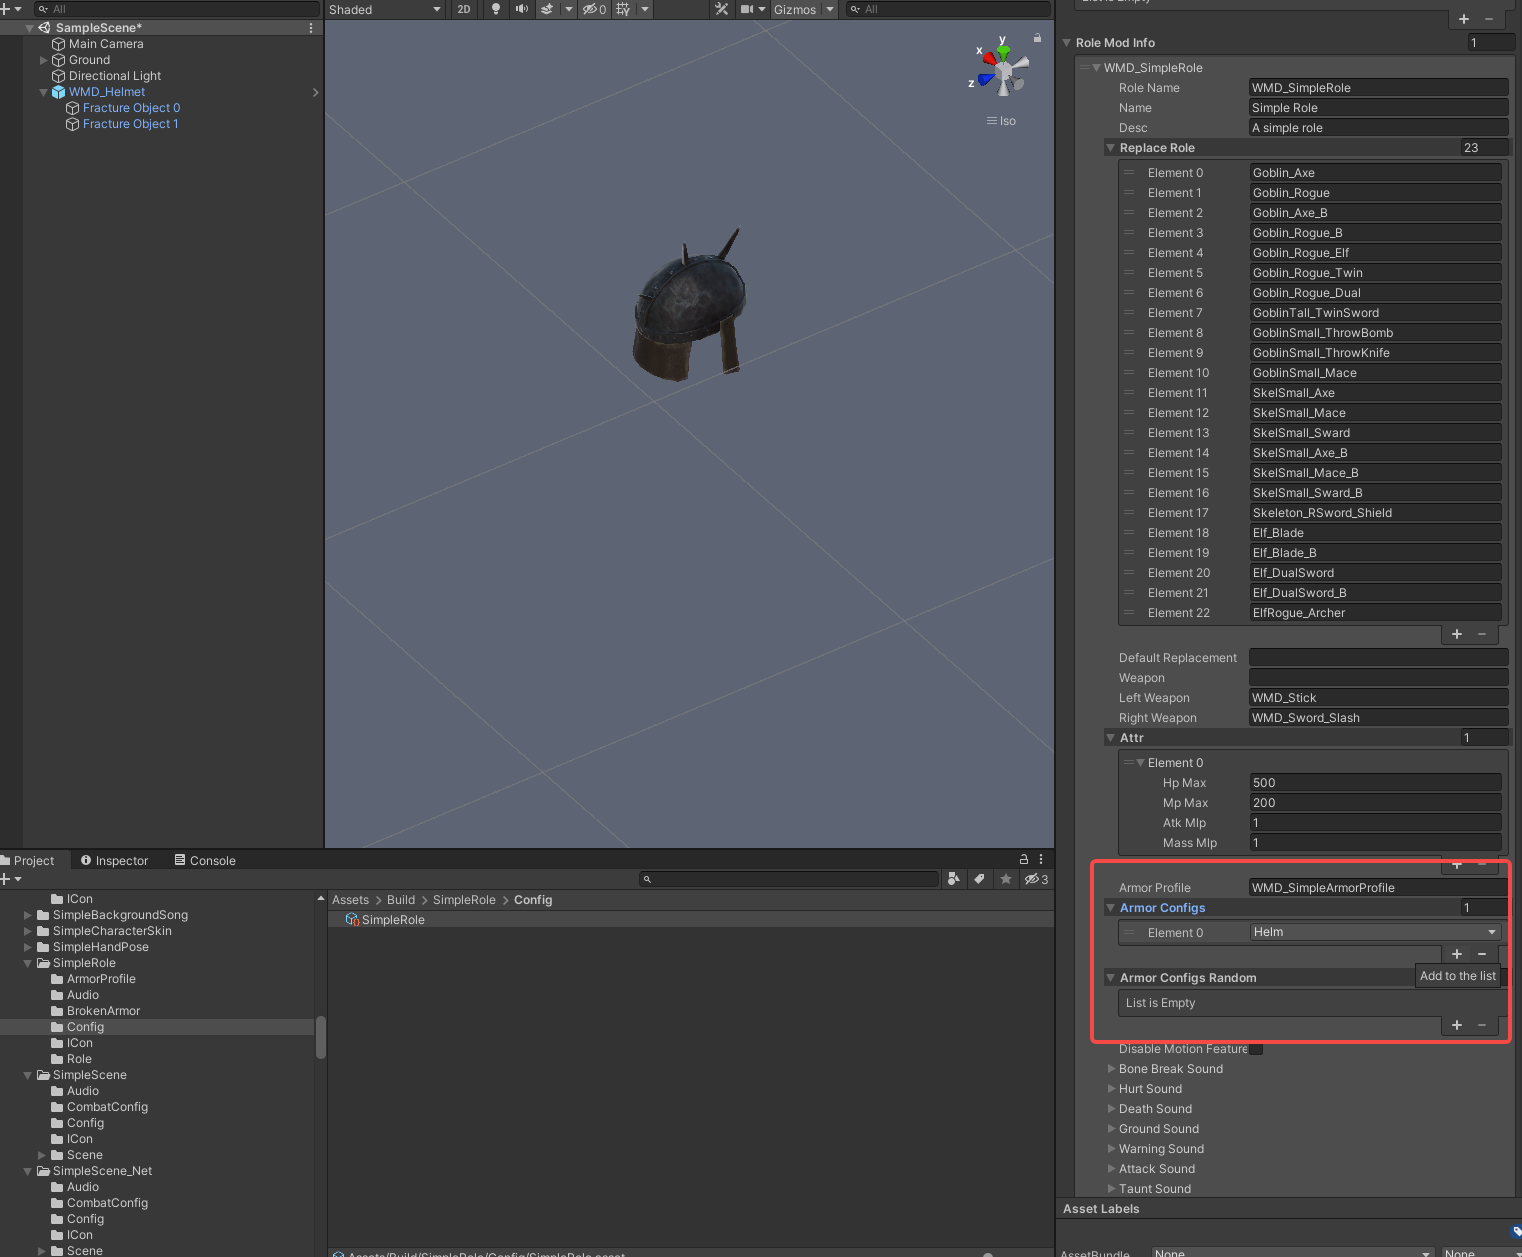 All
SampleScene*
Main Camera
Ground
Directional Light
WMD_Helmet
Fracture Object 0
Fracture Object 1
Shaded
2D
0
Gizmos
All
y
x
z
Iso
Role Mod Info
1
WMD_SimpleRole
Role Name
WMD_SimpleRole
Name
Simple Role
Desc
A simple role
Replace Role
23
Element 0
Goblin_Axe
Element 1
Goblin_Rogue
Element 2
Goblin_Axe_B
Element 3
Goblin_Rogue_B
Element 4
Goblin_Rogue_Elf
Element 5
Goblin_Rogue_Twin
Element 6
Goblin_Rogue_Dual
Element 7
GoblinTall_TwinSword
Element 8
GoblinSmall_ThrowBomb
Element 9
GoblinSmall_ThrowKnife
Element 10
GoblinSmall_Mace
Element 11
SkelSmall_Axe
Element 12
SkelSmall_Mace
Element 13
SkelSmall_Sward
Element 14
SkelSmall_Axe_B
Element 15
SkelSmall_Mace_B
Element 16
SkelSmall_Sward_B
Element 17
Skeleton_RSword_Shield
Element 18
Elf_Blade
Element 19
Elf_Blade_B
Element 20
Elf_DualSword
Element 21
Elf_DualSword_B
Element 22
ElfRogue_Archer
Default Replacement
Weapon
Left Weapon
WMD_Stick
Right Weapon
WMD_Sword_Slash
Attr
1
Element 0
Hp Max
500
Mp Max
200
Atk Mlp
1
Mass Mlp
1
Armor Profile
WMD_SimpleArmorProfile
Armor Configs
1
Element 0
Helm
Add to the list
Armor Configs Random
List is Empty
Disable Motion Feature
Bone Break Sound
Hurt Sound
Death Sound
Ground Sound
Warning Sound
Attack Sound
Taunt Sound
Asset Labels
AssetBundle
None
None
Project
Inspector
Console
3
ICon
SimpleBackgroundSong
SimpleCharacterSkin
SimpleHandPose
SimpleRole
ArmorProfile
Audio
BrokenArmor
Config
ICon
Role
SimpleScene
Audio
CombatConfig
Config
ICon
Scene
SimpleScene_Net
Audio
CombatConfig
Config
ICon
Scene
Assets > Build > SimpleRole > Config
SimpleRole
Assets/Build/SimpleRole/Config/SimpleRole.asset